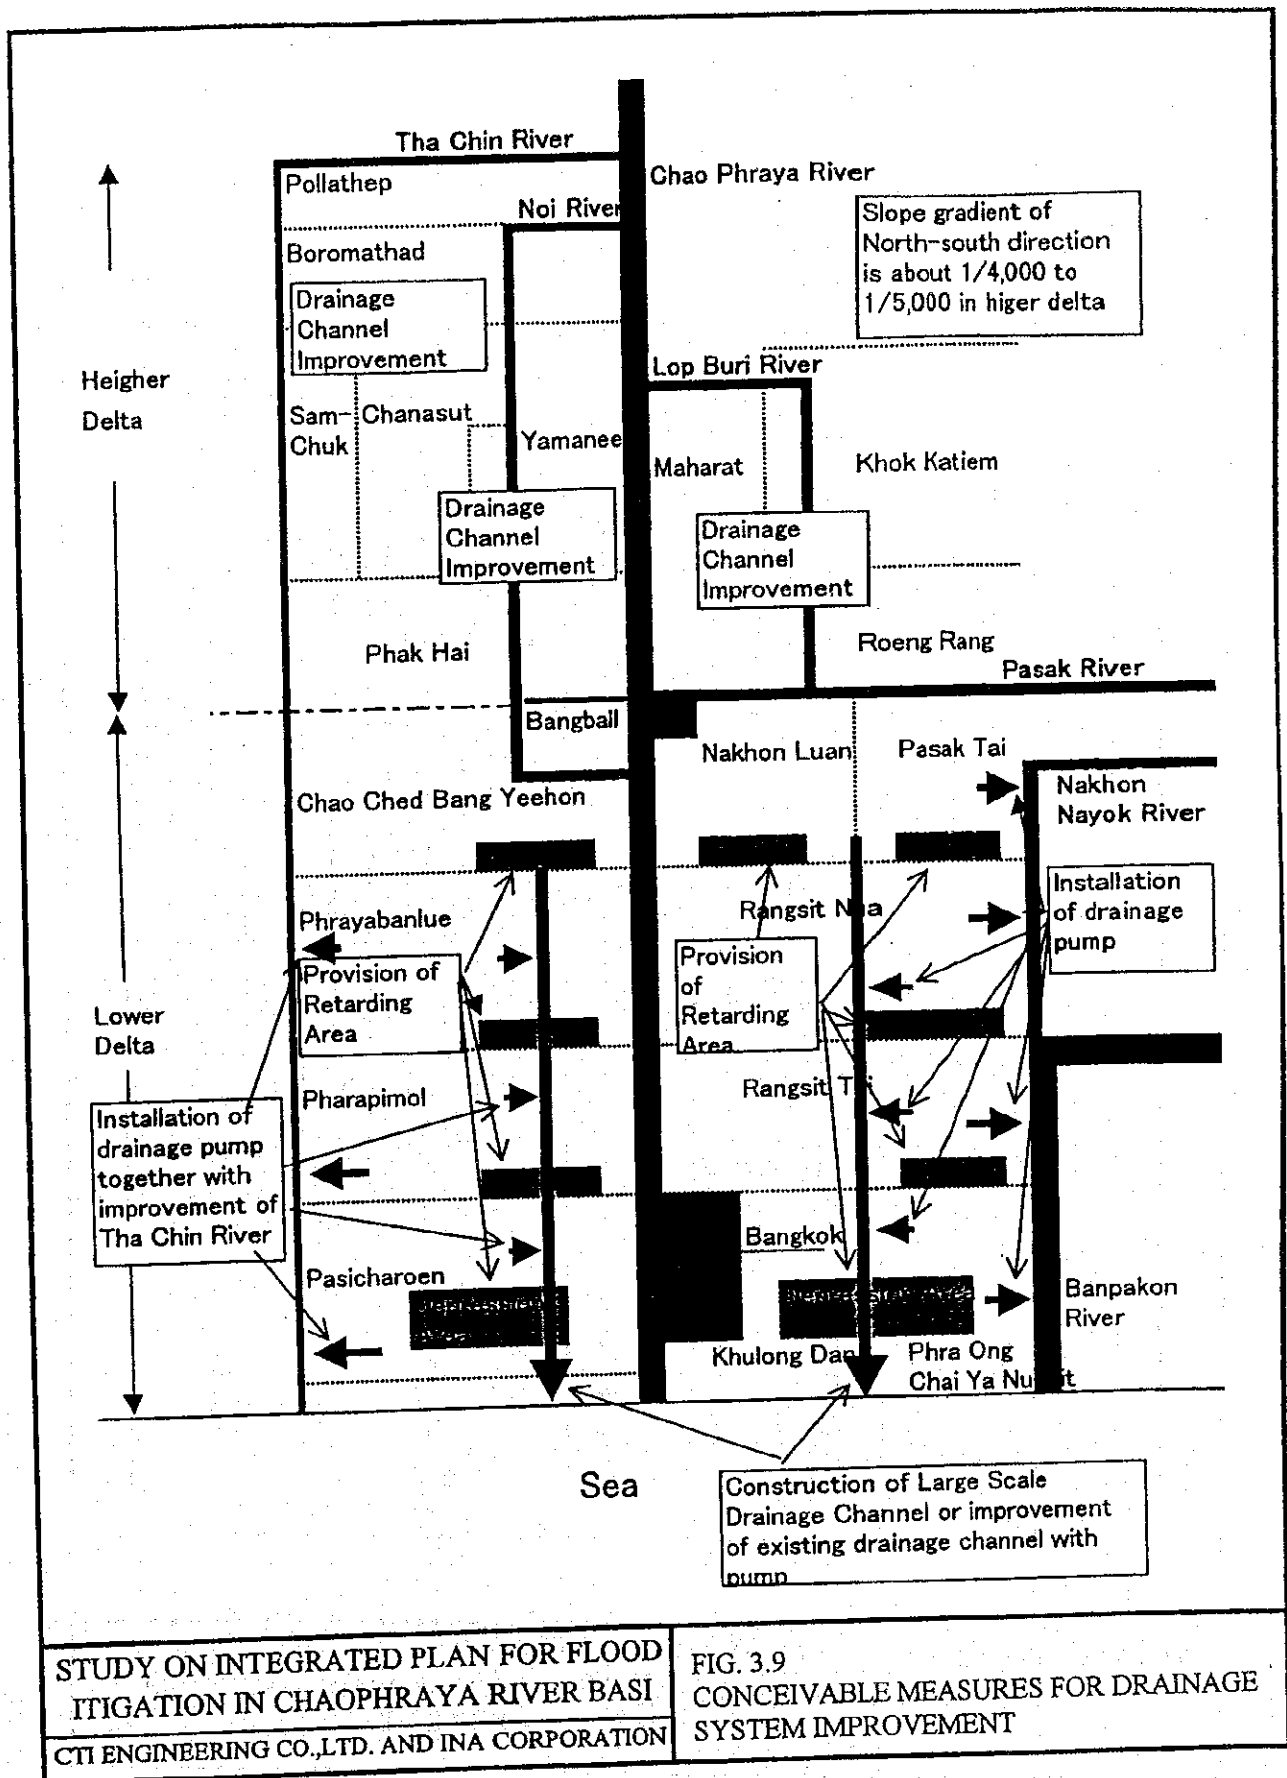 Tha Chin River
Pollathep
Chao Phraya River
Noi River
Slope gradient of
North-south direction
is about 1/4,000 to
1/5,000 in higer delta
Boromathad
Drainage
Channel
Improvement
Lop Buri River
Heigher
Delta
Sam-
Chuk
Chanasut
Yamanee
Maharat
Khok Katiem
Drainage
Channel
Improvement
Drainage
Channel
Improvement
Phak Hai
Roeng Rang
Pasak River
Bangbail
Nakhon Luan
Pasak Tai
Nakhon
Nayok River
Chao Ched Bang Yeehon
Phrayabanlue
Rangsit
Installation
of drainage
pump
Provision of
Retarding
Area
Provision
of
Retarding
Area
Lower
Delta
Pharapimol
Rangsit
Installation of
drainage pump
together with
improvement of
Tha Chin River
Bangkok
Pasicharoen
Banpakon
River
Khulong Dan
Phra Ong
Chai Ya
Sea
Construction of Large Scale
Drainage Channel or improvement
of existing drainage channel with
pump
STUDY ON INTEGRATED PLAN FOR FLOOD
ITIGATION IN CHAOPHRAYA RIVER BASI
CTI ENGINEERING CO.,LTD. AND INA CORPORATION
FIG. 3.9
CONCEIVABLE MEASURES FOR DRAINAGE
SYSTEM IMPROVEMENT